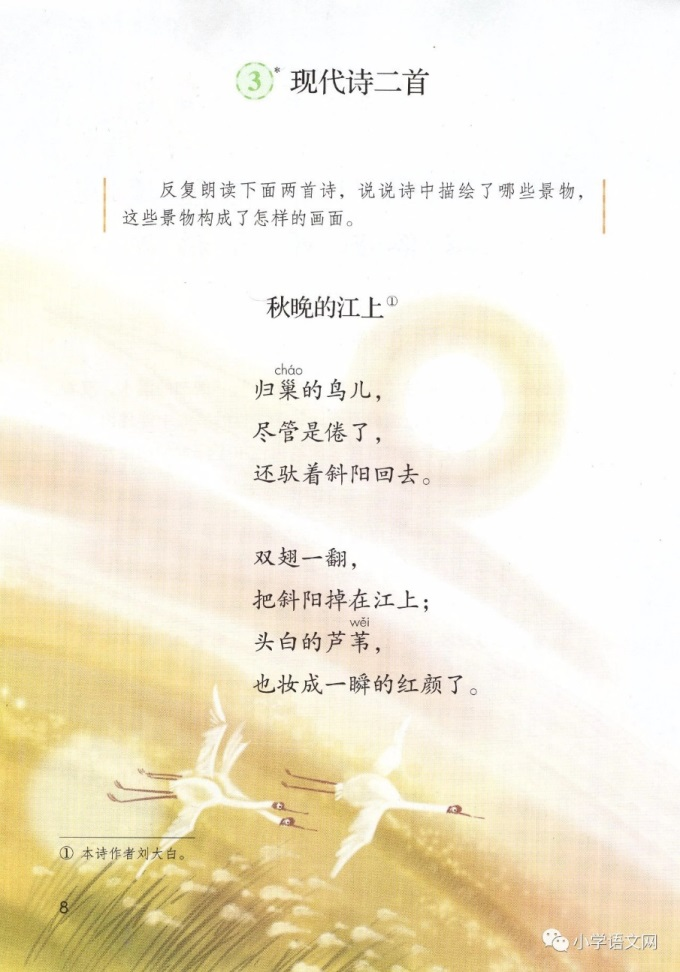 3* 现代诗二首
反复朗读下面两首诗，说说诗中描绘了哪些景物，
这些景物构成了怎样的画面。
秋晚的江上①
cháo
归巢的鸟儿，
尽管是倦了，
还驮着斜阳回去。
双翅一翻，
把斜阳掉在江上；
wěi
头白的芦苇，
也妆成一瞬的红颜了。
① 本诗作者刘大白。
8
小学语文网